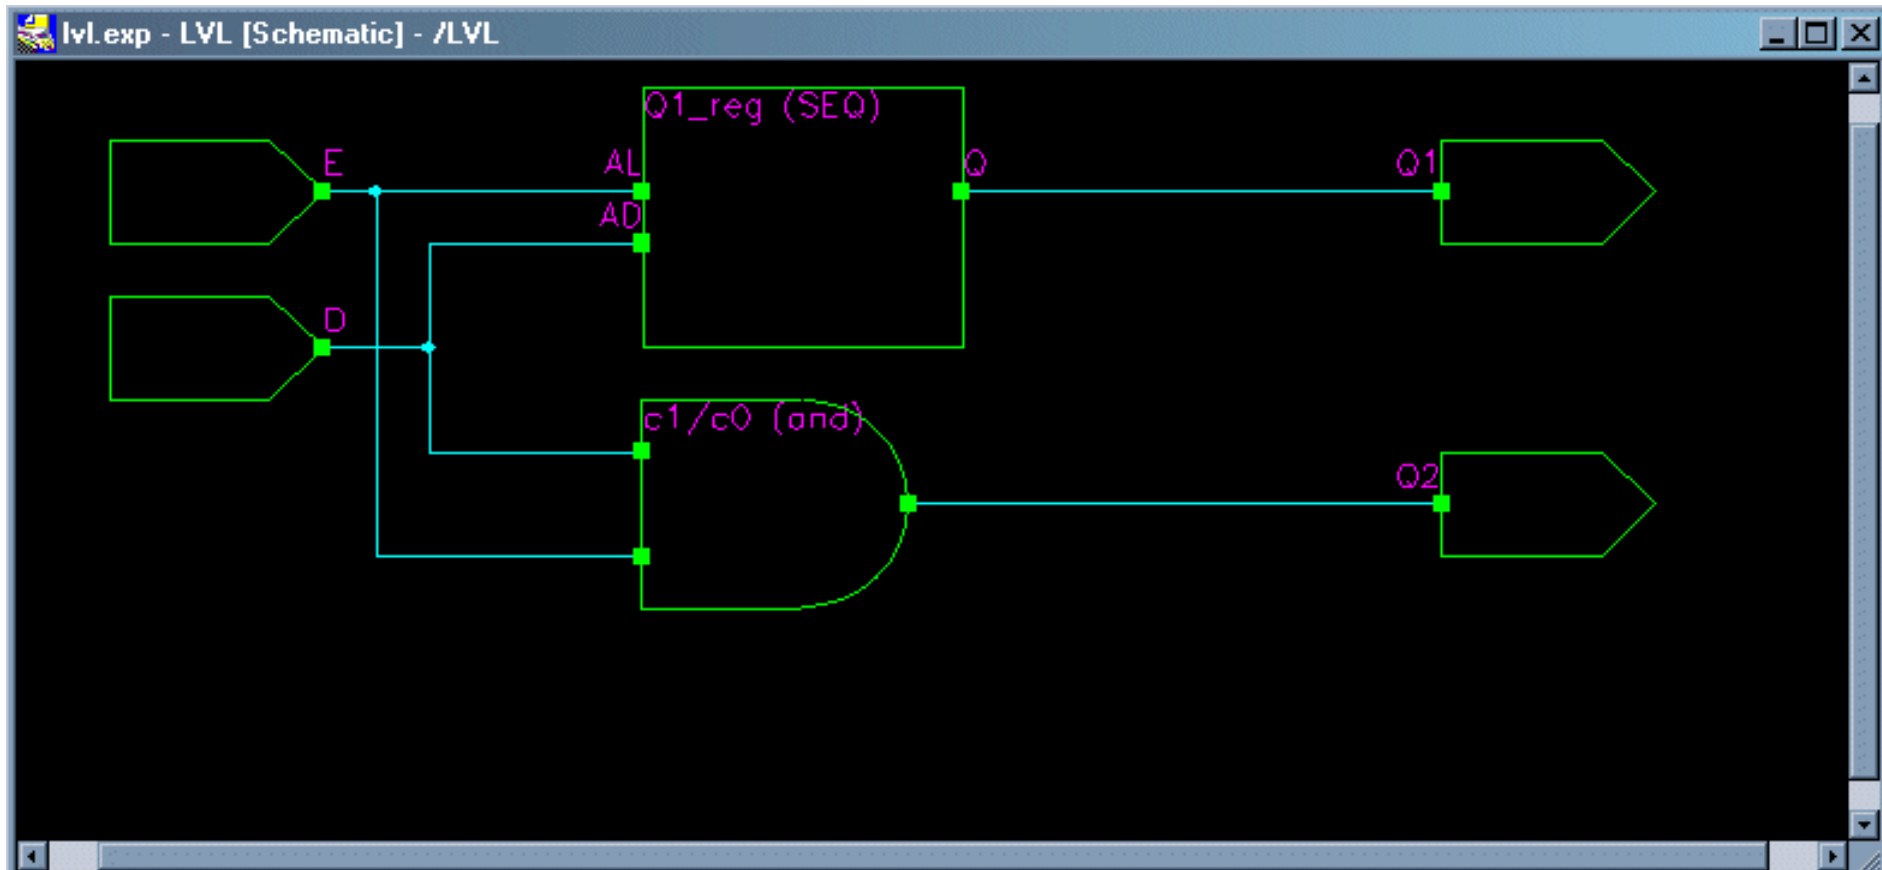 lvl.exp - LVL [Schematic] - /LVL
Q1_reg (SEQ)
E
AL
Q
Q1
AD
D
c1/c0 (and)
Q2